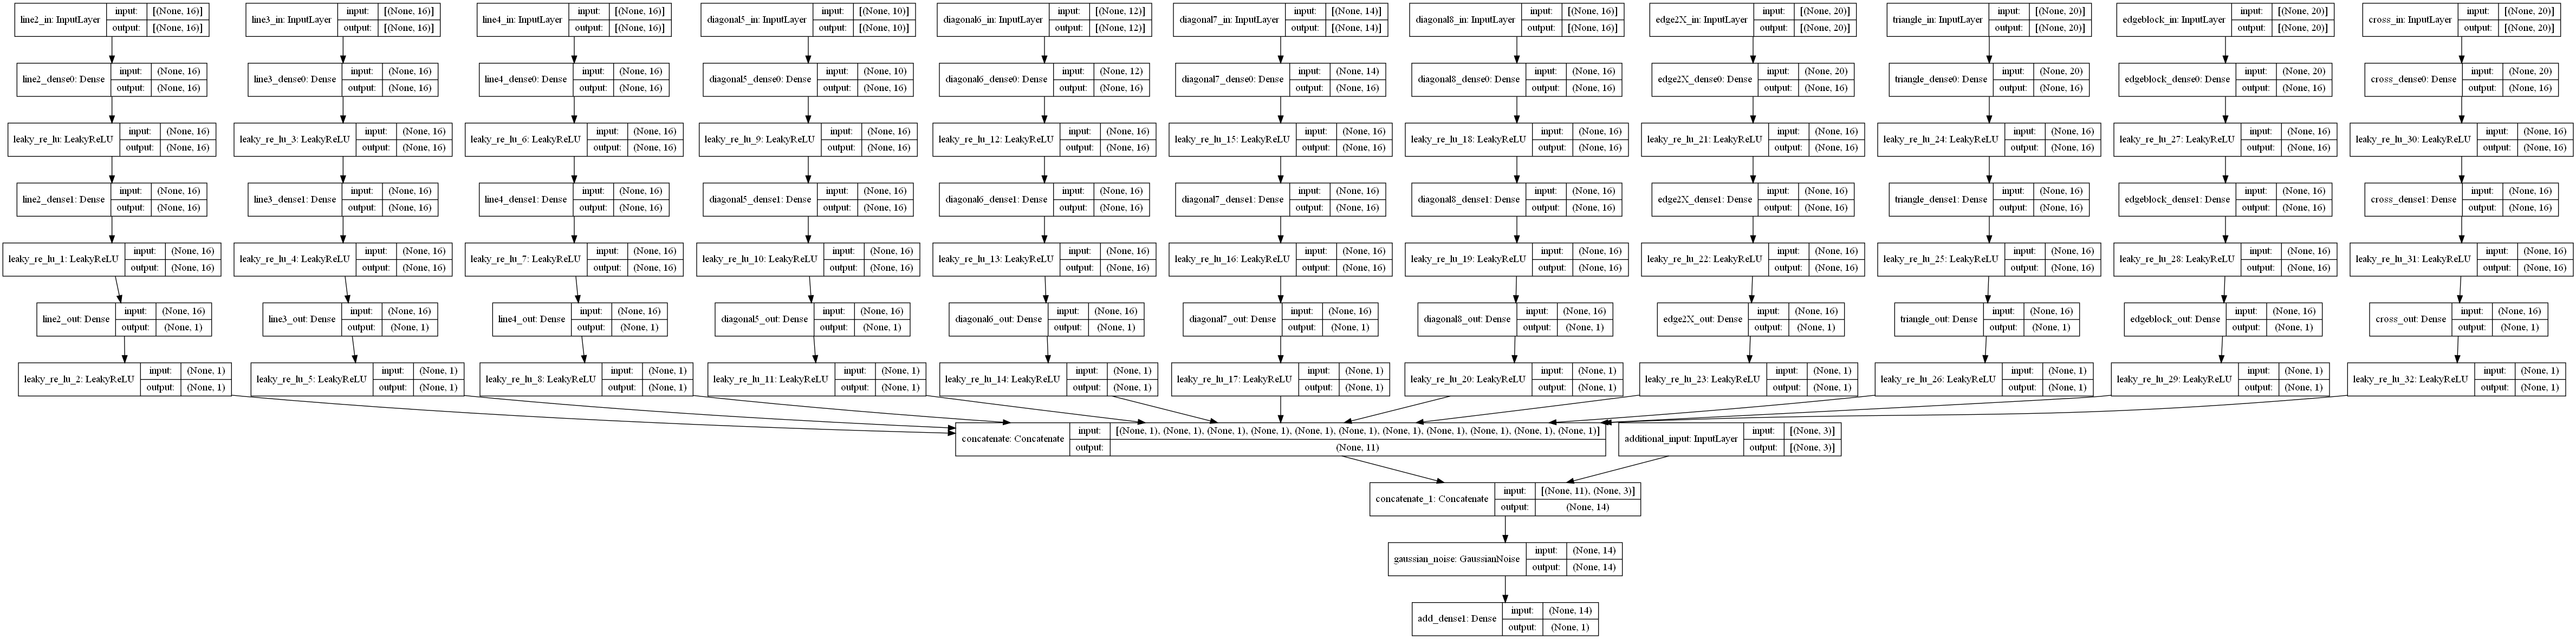 line2_in: InputLayer input: [(None, 16)] output: [(None, 16)]
line3_in: InputLayer input: [(None, 16)] output: [(None, 16)]
line4_in: InputLayer input: [(None, 16)] output: [(None, 16)]
diagonal5_in: InputLayer input: [(None, 10)] output: [(None, 10)]
diagonal6_in: InputLayer input: [(None, 12)] output: [(None, 12)]
diagonal7_in: InputLayer input: [(None, 14)] output: [(None, 14)]
diagonal8_in: InputLayer input: [(None, 16)] output: [(None, 16)]
edge2X_in: InputLayer input: [(None, 20)] output: [(None, 20)]
triangle_in: InputLayer input: [(None, 20)] output: [(None, 20)]
edgeblock_in: InputLayer input: [(None, 20)] output: [(None, 20)]
cross_in: InputLayer input: [(None, 20)] output: [(None, 20)]
line2_dense0: Dense input: (None, 16) output: (None, 16)
line3_dense0: Dense input: (None, 16) output: (None, 16)
line4_dense0: Dense input: (None, 16) output: (None, 16)
diagonal5_dense0: Dense input: (None, 10) output: (None, 16)
diagonal6_dense0: Dense input: (None, 12) output: (None, 16)
diagonal7_dense0: Dense input: (None, 14) output: (None, 16)
diagonal8_dense0: Dense input: (None, 16) output: (None, 16)
edge2X_dense0: Dense input: (None, 20) output: (None, 16)
triangle_dense0: Dense input: (None, 20) output: (None, 16)
edgeblock_dense0: Dense input: (None, 20) output: (None, 16)
cross_dense0: Dense input: (None, 20) output: (None, 16)
leaky_re_lu: LeakyReLU input: (None, 16) output: (None, 16)
leaky_re_lu_3: LeakyReLU input: (None, 16) output: (None, 16)
leaky_re_lu_6: LeakyReLU input: (None, 16) output: (None, 16)
leaky_re_lu_9: LeakyReLU input: (None, 16) output: (None, 16)
leaky_re_lu_12: LeakyReLU input: (None, 16) output: (None, 16)
leaky_re_lu_15: LeakyReLU input: (None, 16) output: (None, 16)
leaky_re_lu_18: LeakyReLU input: (None, 16) output: (None, 16)
leaky_re_lu_21: LeakyReLU input: (None, 16) output: (None, 16)
leaky_re_lu_24: LeakyReLU input: (None, 16) output: (None, 16)
leaky_re_lu_27: LeakyReLU input: (None, 16) output: (None, 16)
leaky_re_lu_30: LeakyReLU input: (None, 16) output: (None, 16)
line2_dense1: Dense input: (None, 16) output: (None, 16)
line3_dense1: Dense input: (None, 16) output: (None, 16)
line4_dense1: Dense input: (None, 16) output: (None, 16)
diagonal5_dense1: Dense input: (None, 16) output: (None, 16)
diagonal6_dense1: Dense input: (None, 16) output: (None, 16)
diagonal7_dense1: Dense input: (None, 16) output: (None, 16)
diagonal8_dense1: Dense input: (None, 16) output: (None, 16)
edge2X_dense1: Dense input: (None, 16) output: (None, 16)
triangle_dense1: Dense input: (None, 16) output: (None, 16)
edgeblock_dense1: Dense input: (None, 16) output: (None, 16)
cross_dense1: Dense input: (None, 16) output: (None, 16)
leaky_re_lu_1: LeakyReLU input: (None, 16) output: (None, 16)
leaky_re_lu_4: LeakyReLU input: (None, 16) output: (None, 16)
leaky_re_lu_7: LeakyReLU input: (None, 16) output: (None, 16)
leaky_re_lu_10: LeakyReLU input: (None, 16) output: (None, 16)
leaky_re_lu_13: LeakyReLU input: (None, 16) output: (None, 16)
leaky_re_lu_16: LeakyReLU input: (None, 16) output: (None, 16)
leaky_re_lu_19: LeakyReLU input: (None, 16) output: (None, 16)
leaky_re_lu_22: LeakyReLU input: (None, 16) output: (None, 16)
leaky_re_lu_25: LeakyReLU input: (None, 16) output: (None, 16)
leaky_re_lu_28: LeakyReLU input: (None, 16) output: (None, 16)
leaky_re_lu_31: LeakyReLU input: (None, 16) output: (None, 16)
line2_out: Dense input: (None, 16) output: (None, 1)
line3_out: Dense input: (None, 16) output: (None, 1)
line4_out: Dense input: (None, 16) output: (None, 1)
diagonal5_out: Dense input: (None, 16) output: (None, 1)
diagonal6_out: Dense input: (None, 16) output: (None, 1)
diagonal7_out: Dense input: (None, 16) output: (None, 1)
diagonal8_out: Dense input: (None, 16) output: (None, 1)
edge2X_out: Dense input: (None, 16) output: (None, 1)
triangle_out: Dense input: (None, 16) output: (None, 1)
edgeblock_out: Dense input: (None, 16) output: (None, 1)
cross_out: Dense input: (None, 16) output: (None, 1)
leaky_re_lu_2: LeakyReLU input: (None, 1) output: (None, 1)
leaky_re_lu_5: LeakyReLU input: (None, 1) output: (None, 1)
leaky_re_lu_8: LeakyReLU input: (None, 1) output: (None, 1)
leaky_re_lu_11: LeakyReLU input: (None, 1) output: (None, 1)
leaky_re_lu_14: LeakyReLU input: (None, 1) output: (None, 1)
leaky_re_lu_17: LeakyReLU input: (None, 1) output: (None, 1)
leaky_re_lu_20: LeakyReLU input: (None, 1) output: (None, 1)
leaky_re_lu_23: LeakyReLU input: (None, 1) output: (None, 1)
leaky_re_lu_26: LeakyReLU input: (None, 1) output: (None, 1)
leaky_re_lu_29: LeakyReLU input: (None, 1) output: (None, 1)
leaky_re_lu_32: LeakyReLU input: (None, 1) output: (None, 1)
concatenate: Concatenate input: [(None, 1), (None, 1), (None, 1), (None, 1), (None, 1), (None, 1), (None, 1), (None, 1), (None, 1), (None, 1), (None, 1)] output: (None, 11)
additional_input: InputLayer input: [(None, 3)] output: [(None, 3)]
concatenate_1: Concatenate input: [(None, 11), (None, 3)] output: (None, 14)
gaussian_noise: GaussianNoise input: (None, 14) output: (None, 14)
add_dense1: Dense input: (None, 14) output: (None, 1)